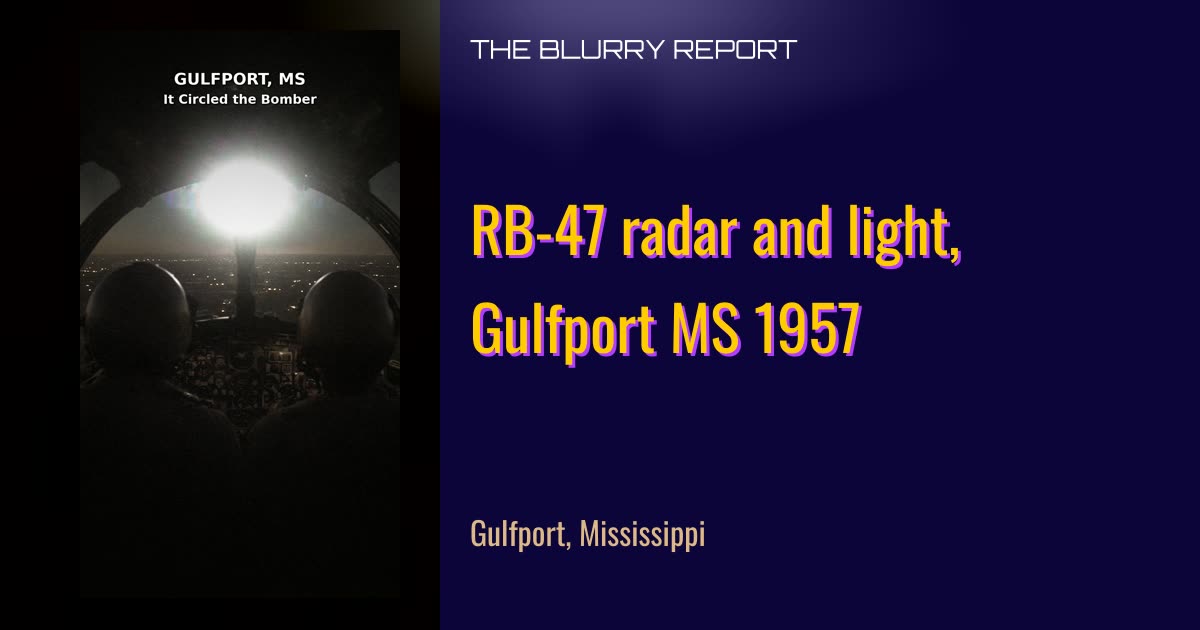 GULFPORT, MS
It Circled the Bomber
THE BLURRY REPORT
RB-47 radar and light,
Gulfport MS 1957
Gulfport, Mississippi